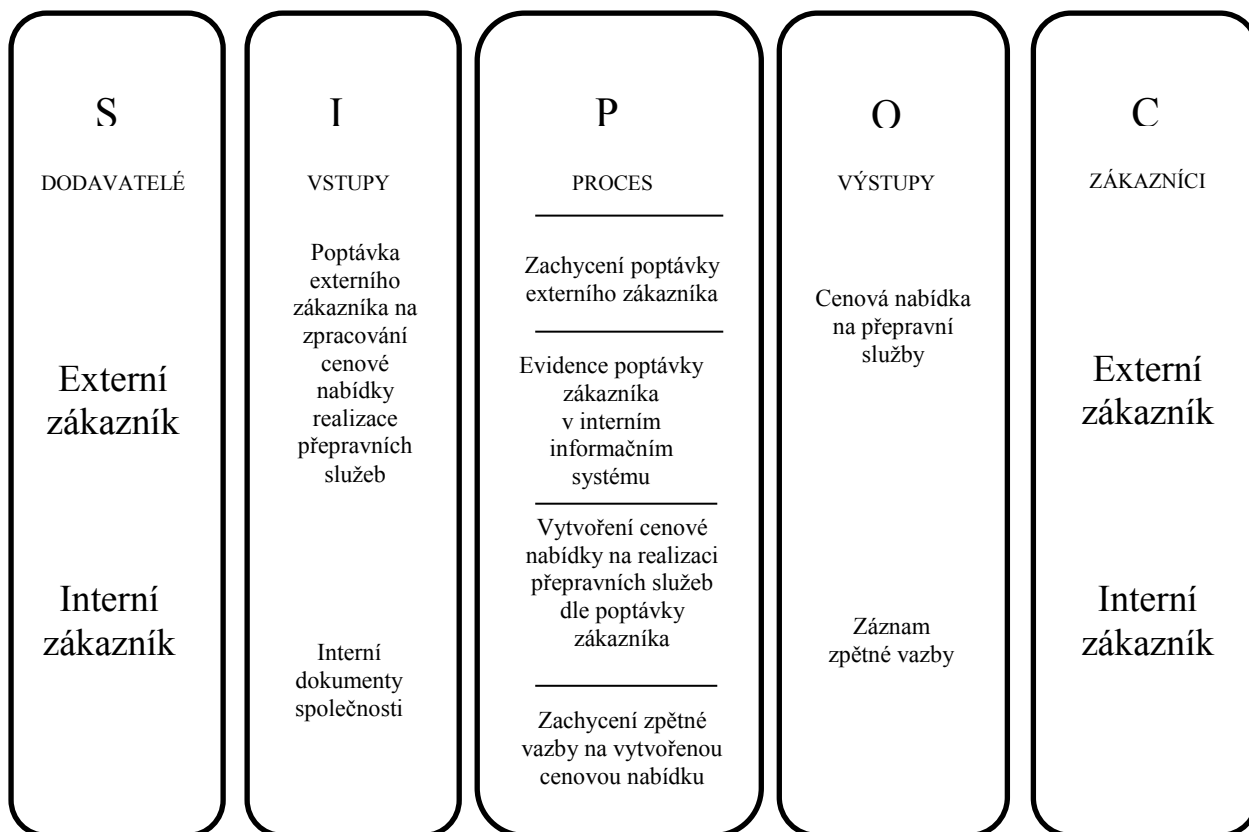 S
DODAVATELÉ
Externí
zákazník
Interní
zákazník
I
VSTUPY
Poptávka
externího
zákazníka na
zpracování
cenové
nabídky
realizace
přepravních
služeb
Interní
dokumenty
společnosti
P
PROCES
Zachycení poptávky
externího zákazníka
Evidence poptávky
zákazníka
v interním
informačním
systému
Vytvoření cenové
nabídky na realizaci
přepravních služeb
dle poptávky
zákazníka
Zachycení zpětné
vazby na vytvořenou
cenovou nabídku
O
VÝSTUPY
Cenová nabídka
na přepravní
služby
Záznam
zpětné vazby
C
ZÁKAZNÍCI
Externí
zákazník
Interní
zákazník